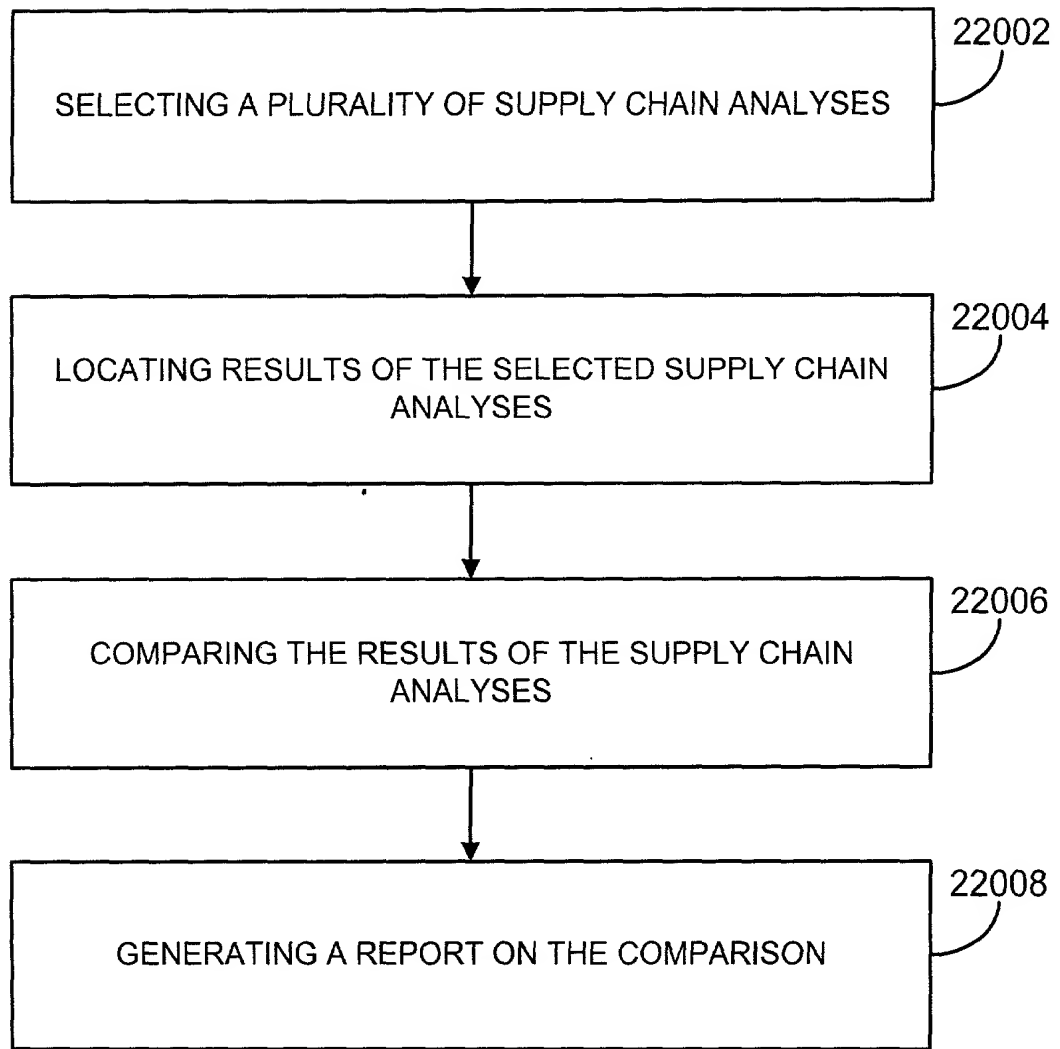 22002
SELECTING A PLURALITY OF SUPPLY CHAIN ANALYSES
22004
LOCATING RESULTS OF THE SELECTED SUPPLY CHAIN
ANALYSES
22006
COMPARING THE RESULTS OF THE SUPPLY CHAIN
ANALYSES
22008
GENERATING A REPORT ON THE COMPARISON